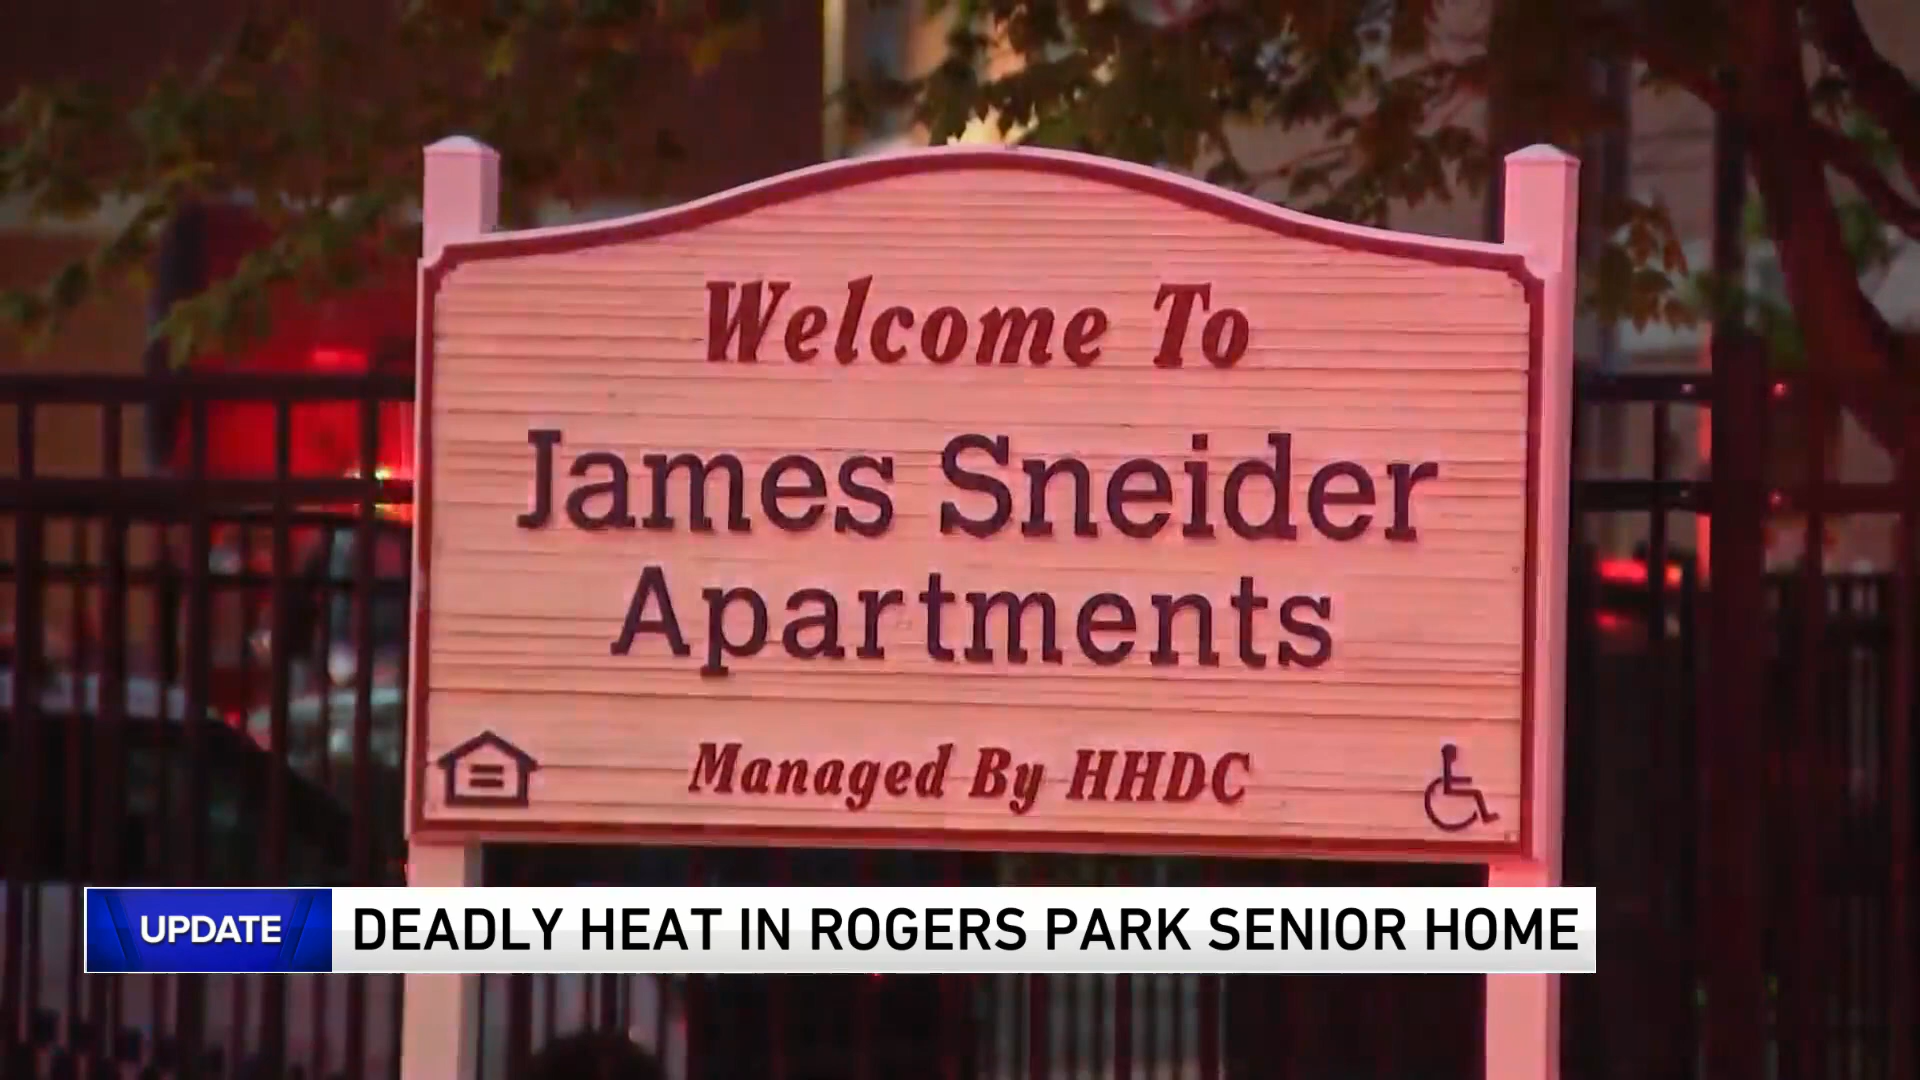 Welcome To
James Sneider
Apartments
Managed By HHDC
UPDATE DEADLY HEAT IN ROGERS PARK SENIOR HOME